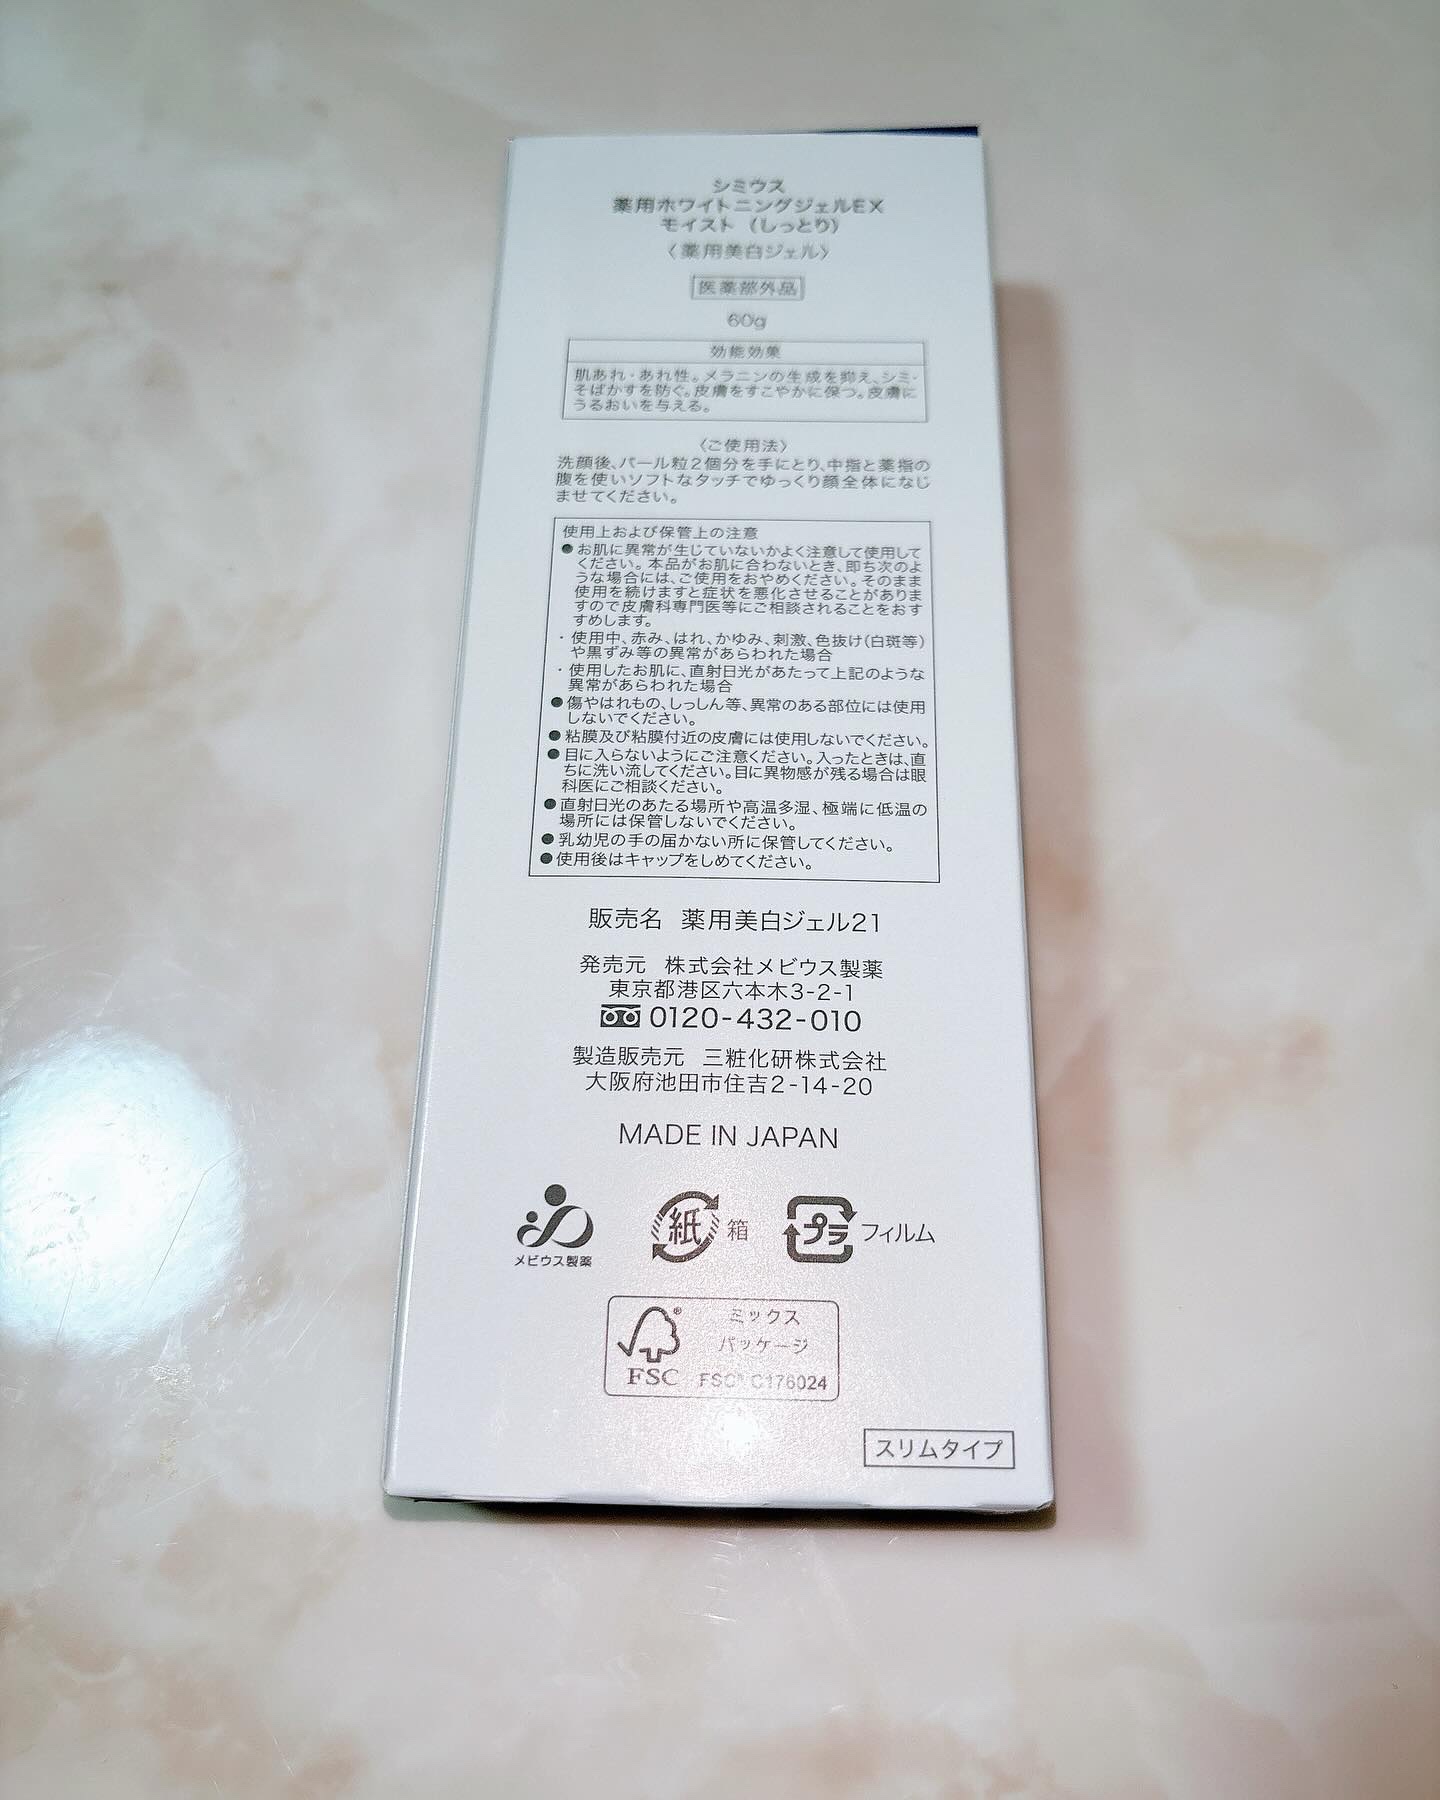 シミウス
薬用ホワイトニングジェルEX
モイスト（しっとり）
〈薬用美白ジェル〉
医薬部外品
60g
効能効果
肌あれ・あれ性。メラニンの生成を抑え、シミ・
そばかすを防ぐ。皮膚をすこやかに保つ。皮膚に
うるおいを与える。
〈ご使用法〉
洗顔後、パール粒2個分を手にとり、中指と薬指の
腹を使いソフトなタッチでゆっくり顔全体になじ
ませてください。
使用上および保管上の注意
●お肌に異常が生じていないかよく注意して使用して
ください。本品がお肌に合わないとき、即ち次のよ
うな場合には、ご使用をおやめください。そのまま
使用を続けますと症状を悪化させることがありま
すので皮膚科専門医等にご相談されることをおす
すめします。
・使用中、赤み、はれ、かゆみ、刺激、色抜け(白斑等)
や黒ずみ等の異常があらわれた場合
・使用したお肌に、直射日光があたって上記のような
異常があらわれた場合
●傷やはれもの、しっしん等、異常のある部位には使用
しないでください。
●粘膜及び粘膜付近の皮膚には使用しないでください。
●目に入らないようにご注意ください。入ったときは、直
ちに洗い流してください。目に異物感が残る場合は眼
科医にご相談ください。
●直射日光のあたる場所や高温多湿、極端に低温の
場所には保管しないでください。
●乳幼児の手の届かない所に保管してください。
●使用後はキャップをしめてください。
販売名 薬用美白ジェル21
発売元 株式会社メビウス製薬
東京都港区六本木3-2-1
0120-432-010
製造販売元 三粧化研株式会社
大阪府池田市住吉2-14-20
MADE IN JAPAN
メビウス製薬
紙 箱
プラ フィルム
FSC®
ミックス
パッケージ
FSC® C176024
スリムタイプ